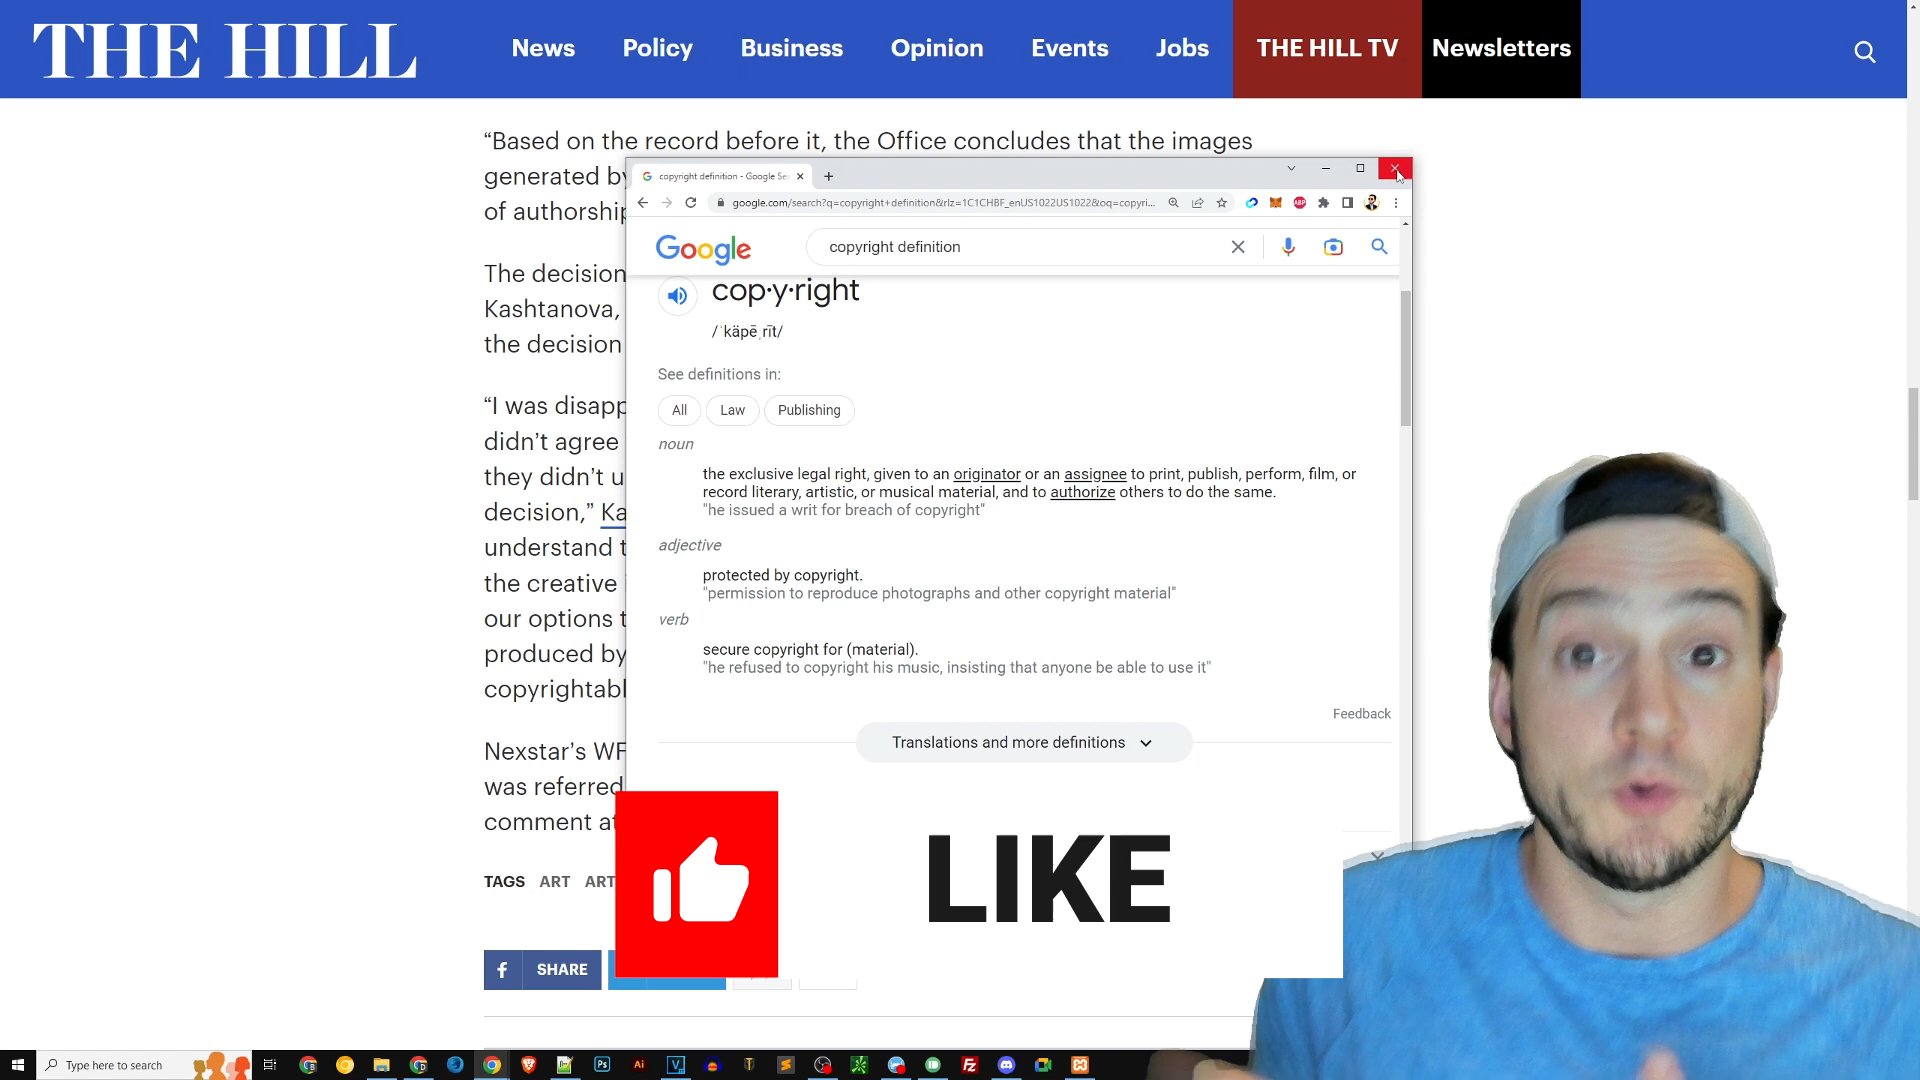 THE HILL
News Policy Business Opinion Events Jobs THE HILL TV Newsletters
“Based on the record before it, the Office concludes that the images
generated by
of authorship
The decision
Kashtanova,
the decision
“I was disapp
didn’t agree
they didn’t u
decision,” Ka
understand t
the creative
our options t
produced by
copyrightabl
Nexstar’s WF
was referred
comment at
TAGS ART ART
SHARE
copyright definition - Google Se
google.com/search?q=copyright+definition&rlz=1C1CHBF_enUS1022US1022&oq=copyri...
Google
copyright definition
cop·y·right
/ˈkäpēˌrīt/
See definitions in:
All Law Publishing
noun
the exclusive legal right, given to an originator or an assignee to print, publish, perform, film, or
record literary, artistic, or musical material, and to authorize others to do the same.
"he issued a writ for breach of copyright"
adjective
protected by copyright.
"permission to reproduce photographs and other copyright material"
verb
secure copyright for (material).
"he refused to copyright his music, insisting that anyone be able to use it"
Feedback
Translations and more definitions
LIKE
Type here to search